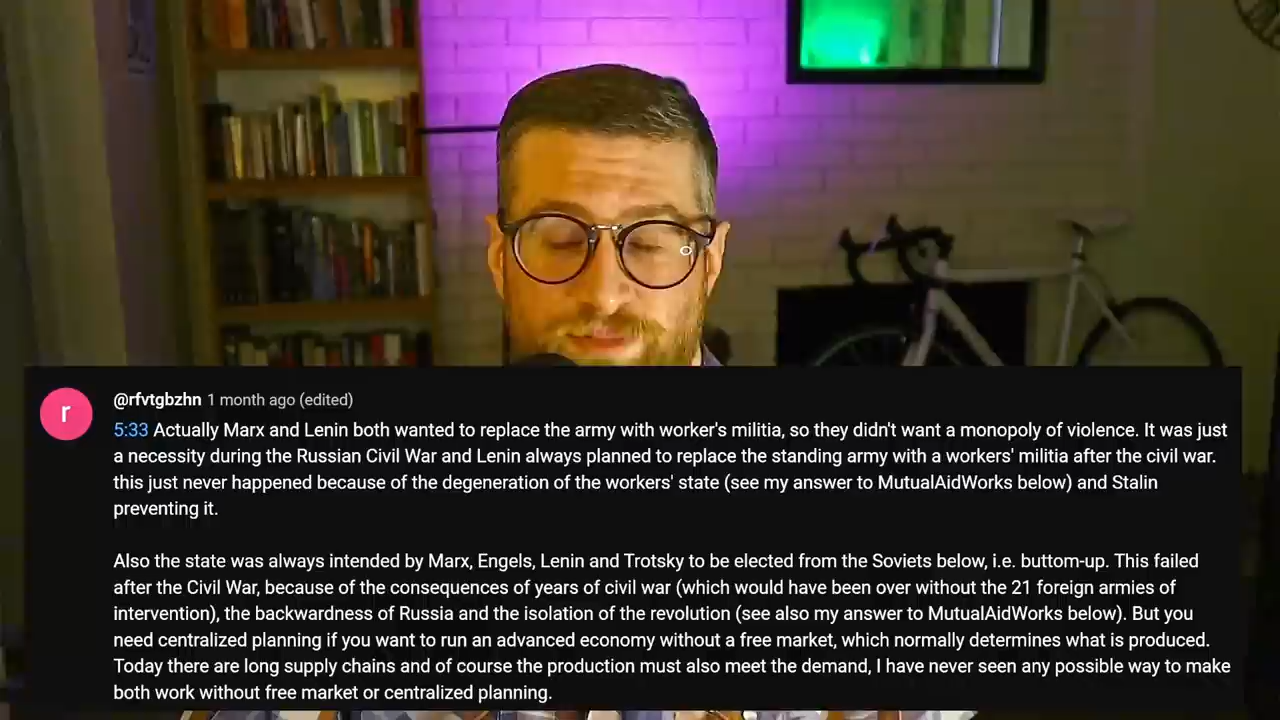 r
@rfvtgbzhn 1 month ago (edited)
5:33 Actually Marx and Lenin both wanted to replace the army with worker's militia, so they didn't want a monopoly of violence. It was just
a necessity during the Russian Civil War and Lenin always planned to replace the standing army with a workers' militia after the civil war.
this just never happened because of the degeneration of the workers' state (see my answer to MutualAidWorks below) and Stalin
preventing it.
Also the state was always intended by Marx, Engels, Lenin and Trotsky to be elected from the Soviets below, i.e. buttom-up. This failed
after the Civil War, because of the consequences of years of civil war (which would have been over without the 21 foreign armies of
intervention), the backwardness of Russia and the isolation of the revolution (see also my answer to MutualAidWorks below). But you
need centralized planning if you want to run an advanced economy without a free market, which normally determines what is produced.
Today there are long supply chains and of course the production must also meet the demand, I have never seen any possible way to make
both work without free market or centralized planning.